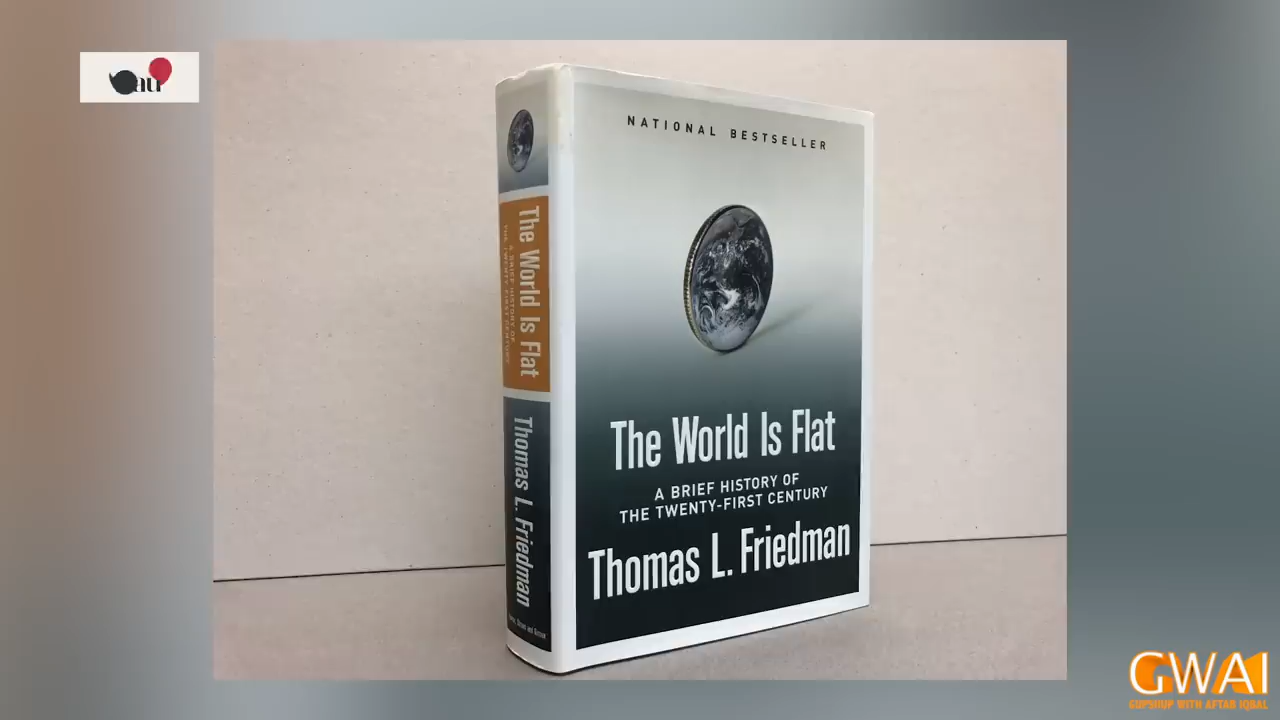 au
NATIONAL BESTSELLER
The World Is Flat
A BRIEF HISTORY OF
THE TWENTY-FIRST CENTURY
Thomas L. Friedman
The World Is Flat
A BRIEF HISTORY OF
THE TWENTY-FIRST CENTURY
Thomas L. Friedman
GWAI
GUPSHUP WITH AFTAB IQBAL